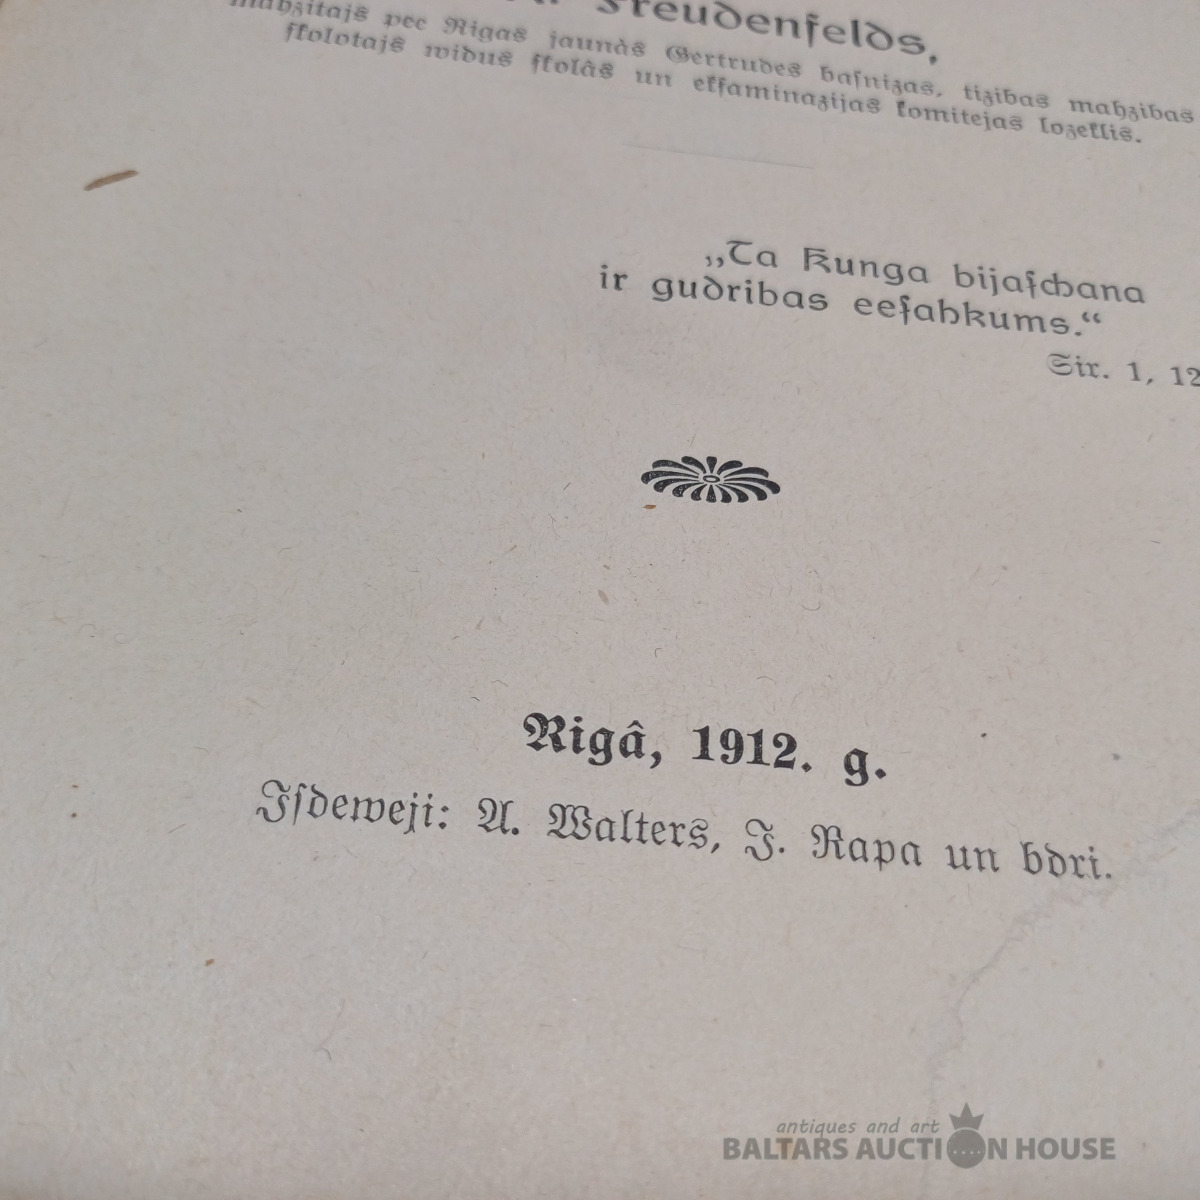 Freudenfelds,
mahzitajs pee Rigas jaunàs Gertrudes basnizas, tizibas mahzibas
skolotajs widus skolâs un eksaminazijas komitejas lozeklis.
„Ta Kunga bijaſchana
ir gudribas eeſahkums.“
Sir. 1, 12
Rigâ, 1912. g.
Iſdeweji: A. Walters, J. Rapa un bdri.
antiques and art
BALTARS AUCTION HOUSE